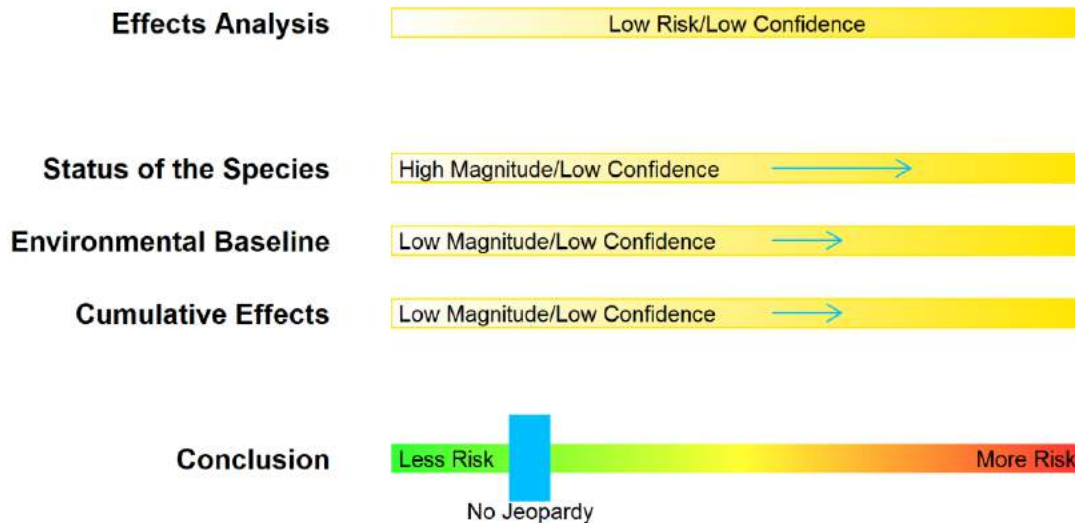 Effects Analysis Low Risk/Low Confidence
Status of the Species High Magnitude/Low Confidence
Environmental Baseline Low Magnitude/Low Confidence
Cumulative Effects Low Magnitude/Low Confidence
Conclusion Less Risk More Risk
No Jeopardy